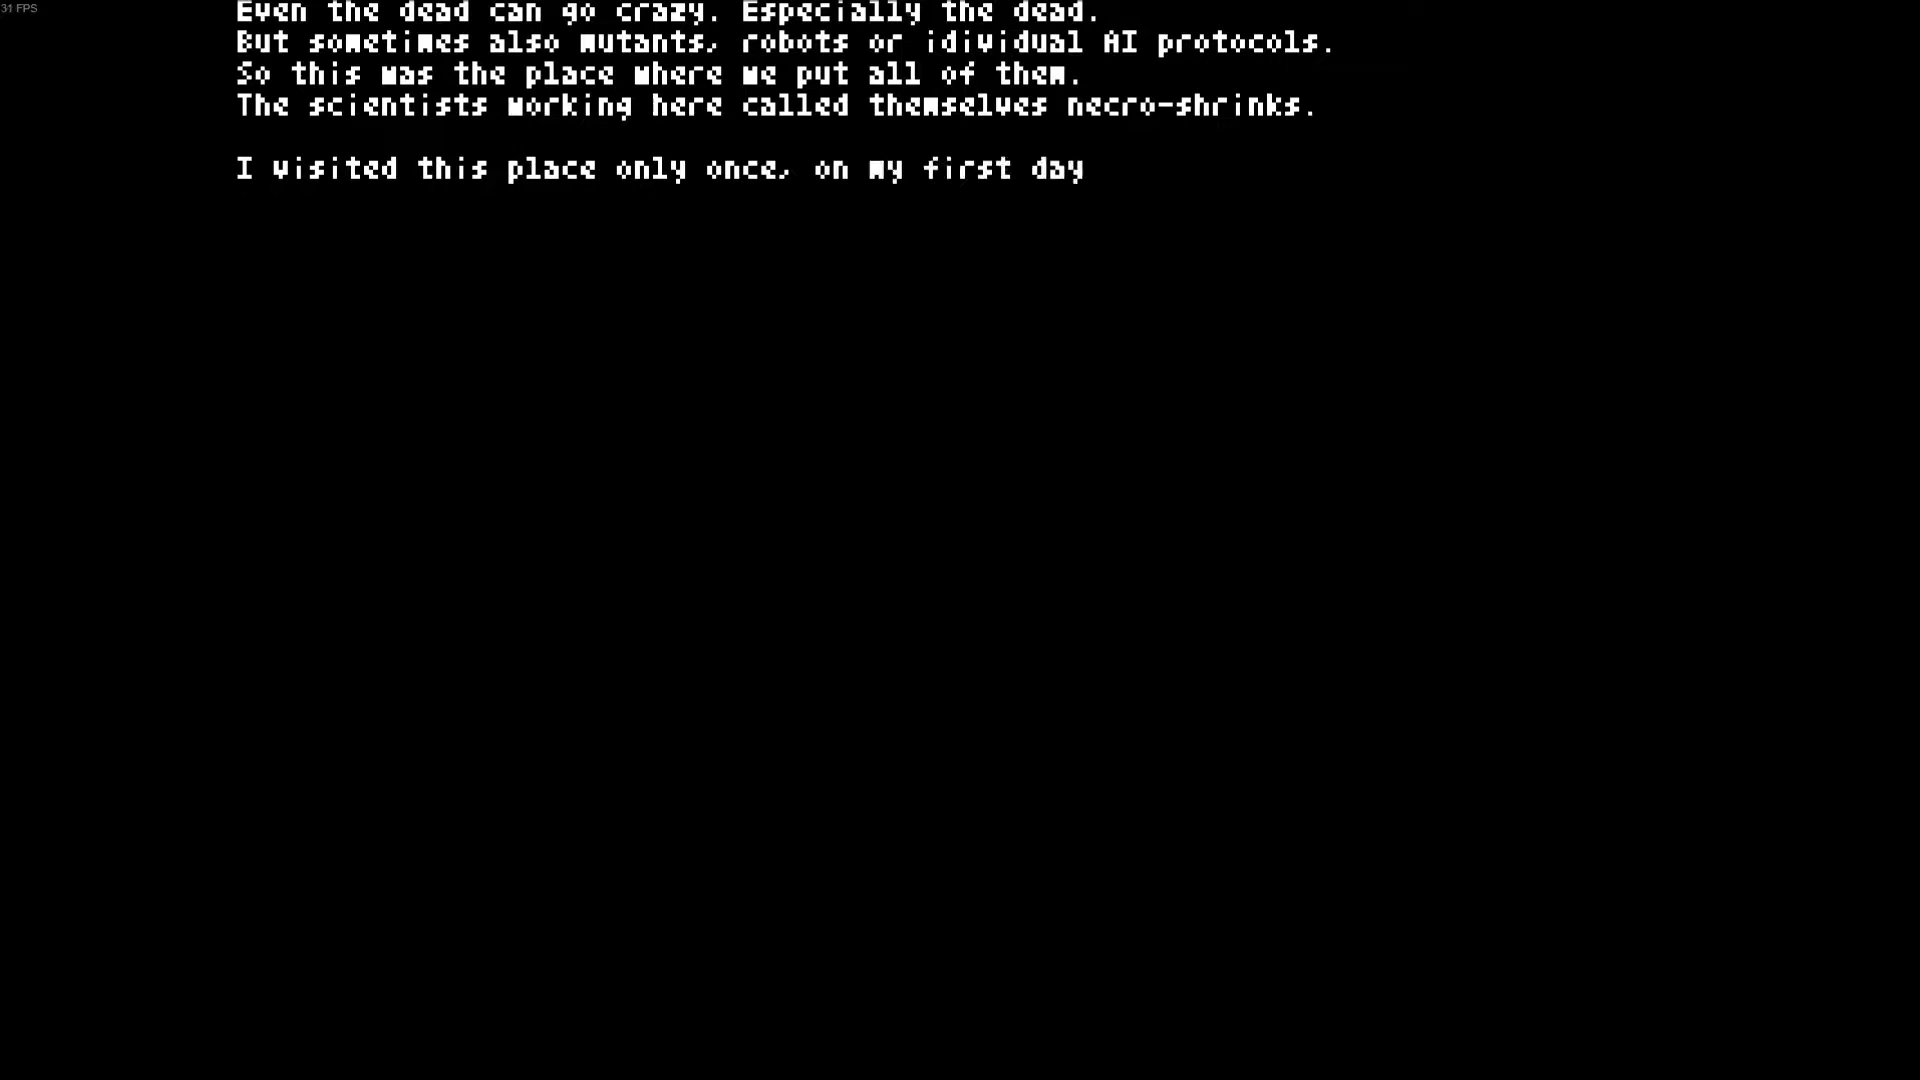 31 FPS
Even the dead can go crazy. Especially the dead.
But sometimes also mutants, robots or idividual AI protocols.
So this was the place where we put all of them.
The scientists working here called themselves necro-shrinks.
I visited this place only once, on my first day